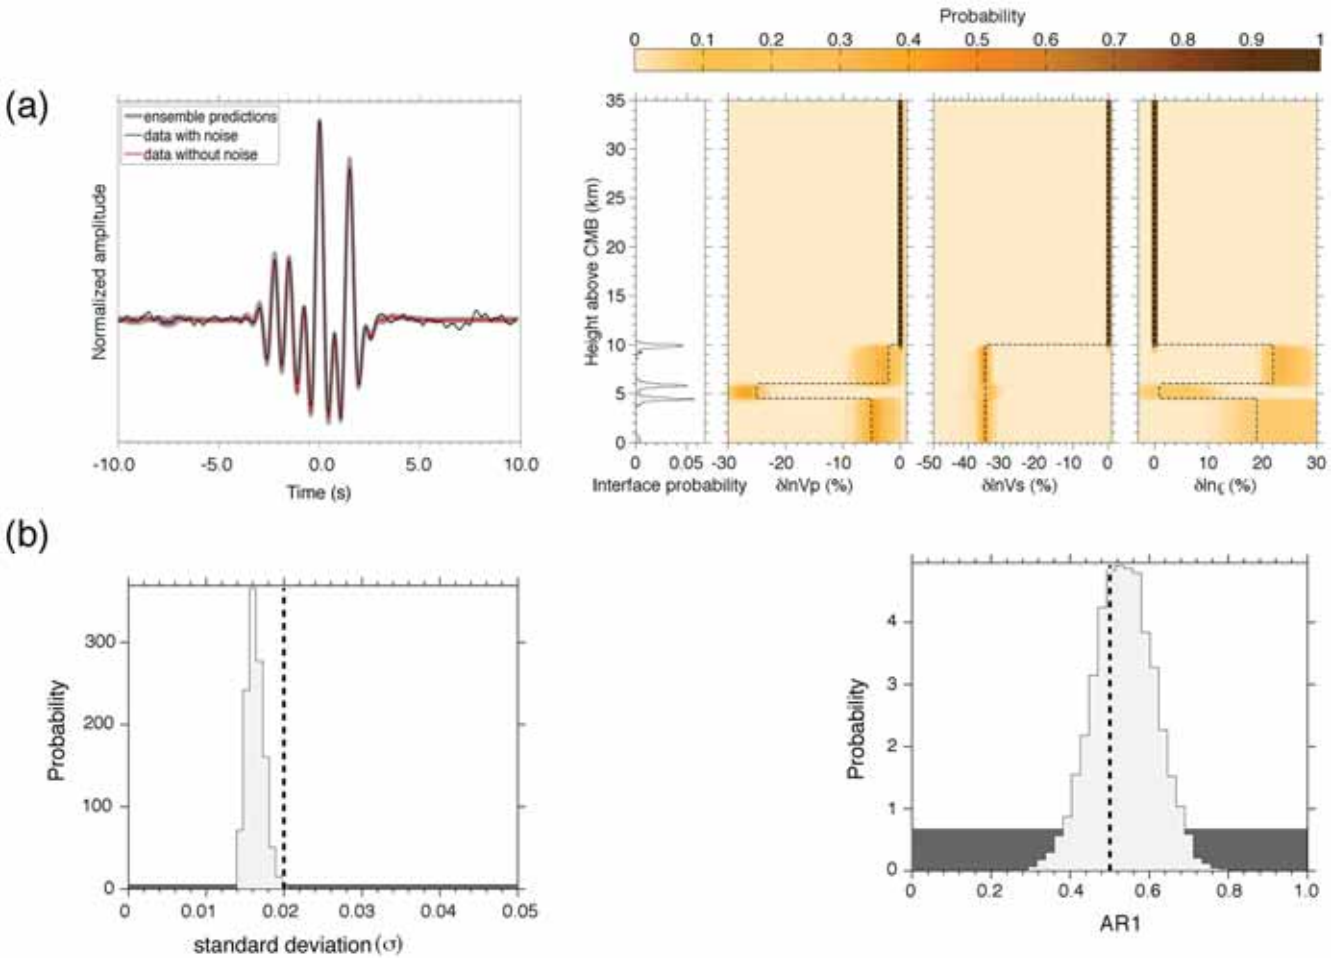 Probability
0 0.1 0.2 0.3 0.4 0.5 0.6 0.7 0.8 0.9 1
(a)
ensemble predictions
data with noise
data without noise
Normalized amplitude
-10.0 -5.0 0.0 5.0 10.0
Time (s)
Height above CMB (km)
35
30
25
20
15
10
5
0
0 0.05 -30 -20 -10 0 -50 -40 -30 -20 -10 0 0 10 20 30
Interface probability δlnVp (%) δlnVs (%) δln (%)
(b)
Probability
300
200
100
0
0 0.01 0.02 0.03 0.04 0.05
standard deviation (σ)
Probability
4
3
2
1
0
0 0.2 0.4 0.6 0.8 1.0
AR1